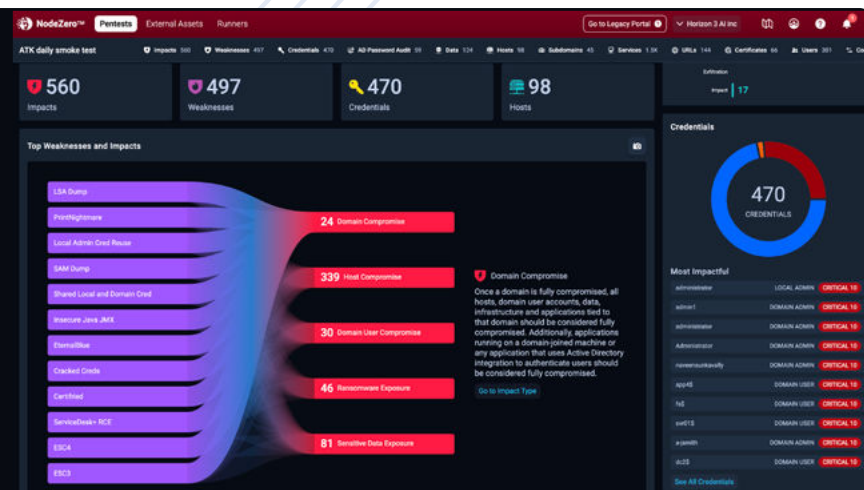 NodeZero™ Pentests External Assets Runners Go to Legacy Portal Horizon 3 AI Inc
ATK daily smoke test Impacts 560 Weaknesses 497 Credentials 470 AD Password Audit 59 Data 124 Hosts 98 Subdomains 45 Services 1.5K URLs 144 Certificates 66 Users 301
560
Impacts
497
Weaknesses
470
Credentials
98
Hosts
Exfiltration
Impact 17
Top Weaknesses and Impacts
LSA Dump
PrintNightmare
Local Admin Cred Reuse
SAM Dump
Shared Local and Domain Cred
Insecure Java JMX
EternalBlue
Cracked Creds
Certified
ServiceDesk+ RCE
ESC4
ESC3
24 Domain Compromise
339 Host Compromise
30 Domain User Compromise
46 Ransomware Exposure
81 Sensitive Data Exposure
Domain Compromise
Once a domain is fully compromised, all
hosts, domain user accounts, data,
infrastructure and applications tied to
that domain should be considered fully
compromised. Additionally, applications
running on a domain-joined machine or
any application that uses Active Directory
integration to authenticate users should
be considered fully compromised.
Go to Impact Type
Credentials
470
CREDENTIALS
Most Impactful
administrator LOCAL ADMIN CRITICAL 10
admin1 DOMAIN ADMIN CRITICAL 10
administrator DOMAIN ADMIN CRITICAL 10
Administrator DOMAIN ADMIN CRITICAL 10
naveensunkavally DOMAIN ADMIN CRITICAL 10
app4$ DOMAIN USER CRITICAL 10
DOMAIN USER CRITICAL 10
DOMAIN USER CRITICAL 10
DOMAIN ADMIN CRITICAL 10
dc2$ DOMAIN USER CRITICAL 10
See All Credentials